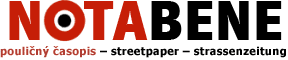 NOTABENE
pouličný časopis – streetpaper – strassenzeitung